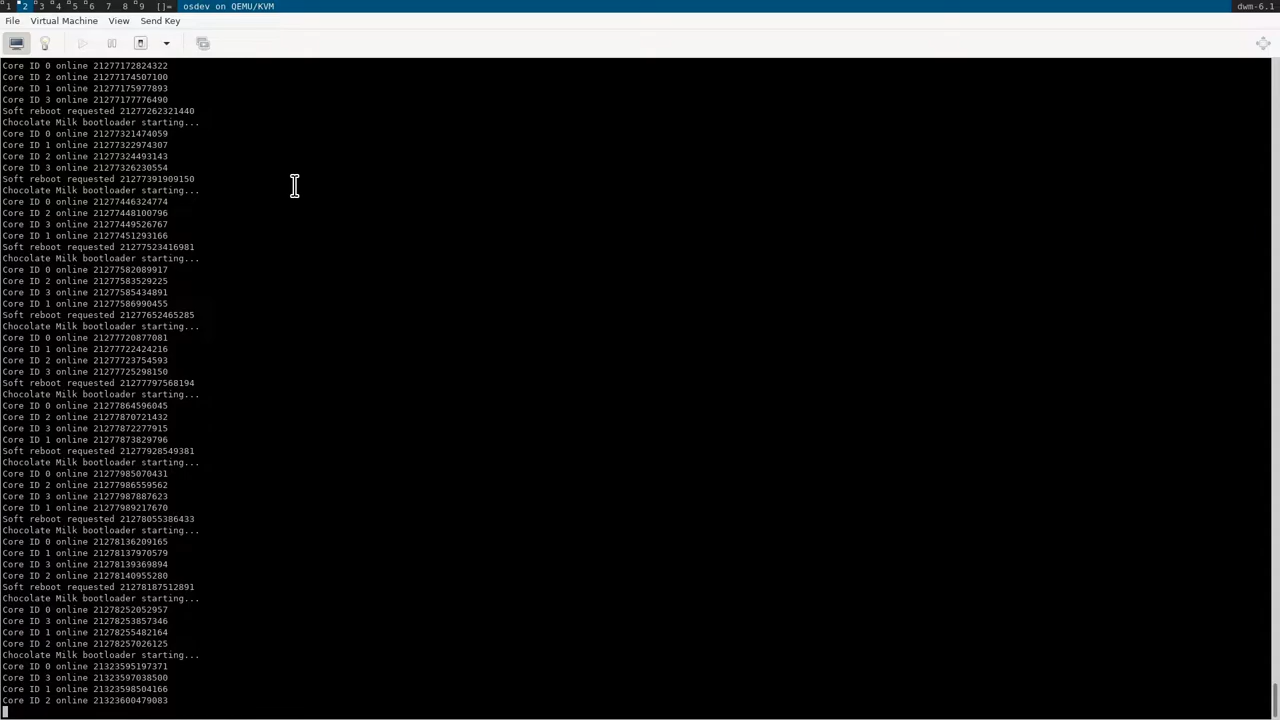 1 2 3 4 5 6 7 8 9 []= osdev on QEMU/KVM dwm-6.1
File Virtual Machine View Send Key
Core ID 0 online 21277172824322
Core ID 2 online 21277174507100
Core ID 1 online 21277175977893
Core ID 3 online 21277177776490
Soft reboot requested 21277262321440
Chocolate Milk bootloader starting...
Core ID 0 online 21277321474059
Core ID 1 online 21277322974307
Core ID 2 online 21277324493143
Core ID 3 online 21277326230554
Soft reboot requested 21277391909150
Chocolate Milk bootloader starting...
Core ID 0 online 21277446324774
Core ID 2 online 21277448100796
Core ID 3 online 21277449526767
Core ID 1 online 21277451293166
Soft reboot requested 21277523416981
Chocolate Milk bootloader starting...
Core ID 0 online 21277582089917
Core ID 2 online 21277583529225
Core ID 3 online 21277585434891
Core ID 1 online 21277586990455
Soft reboot requested 21277652465285
Chocolate Milk bootloader starting...
Core ID 0 online 21277720877081
Core ID 1 online 21277722424216
Core ID 2 online 21277723754593
Core ID 3 online 21277725298150
Soft reboot requested 21277797568194
Chocolate Milk bootloader starting...
Core ID 0 online 21277864596045
Core ID 2 online 21277870721432
Core ID 3 online 21277872277915
Core ID 1 online 21277873829796
Soft reboot requested 21277928549381
Chocolate Milk bootloader starting...
Core ID 0 online 21277985070431
Core ID 2 online 21277986559562
Core ID 3 online 21277987887623
Core ID 1 online 21277989217670
Soft reboot requested 21278055386433
Chocolate Milk bootloader starting...
Core ID 0 online 21278136209165
Core ID 1 online 21278137970579
Core ID 3 online 21278139369894
Core ID 2 online 21278140955280
Soft reboot requested 21278187512891
Chocolate Milk bootloader starting...
Core ID 0 online 21278252052957
Core ID 3 online 21278253857346
Core ID 1 online 21278255482164
Core ID 2 online 21278257026125
Chocolate Milk bootloader starting...
Core ID 0 online 21323595197371
Core ID 3 online 21323597038500
Core ID 1 online 21323598504166
Core ID 2 online 21323600479083